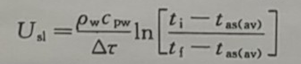 U_sl = ρ_w c_pw / Δτ ln [ t_i − t_as(av) / t_f − t_as(av) ]